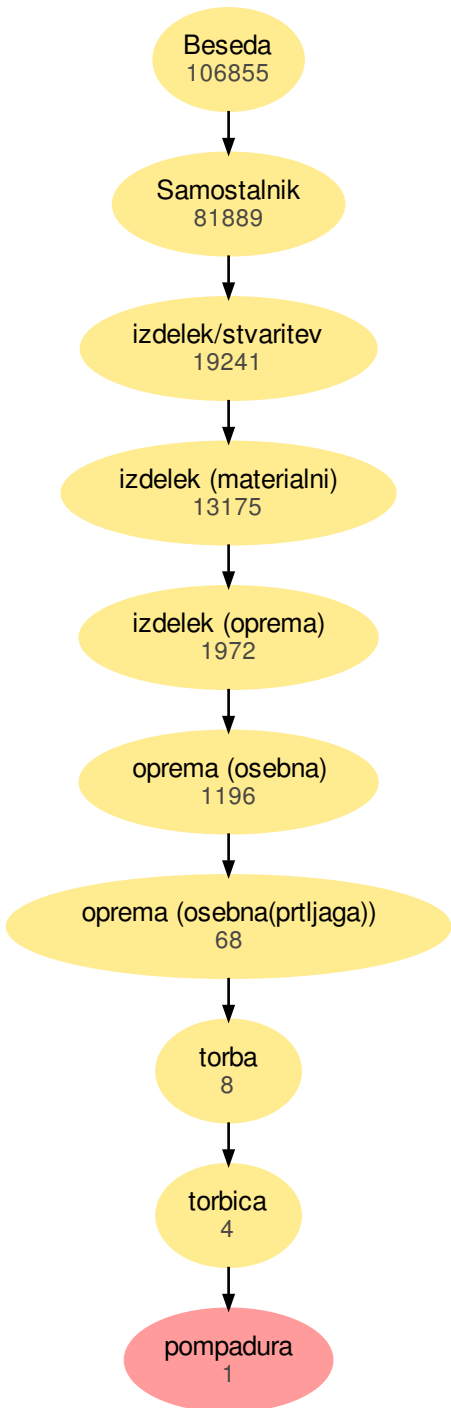 Beseda
106855
Samostalnik
81889
izdelek/stvaritev
19241
izdelek (materialni)
13175
izdelek (oprema)
1972
oprema (osebna)
1196
oprema (osebna(prtljaga))
68
torba
8
torbica
4
pompadura
1